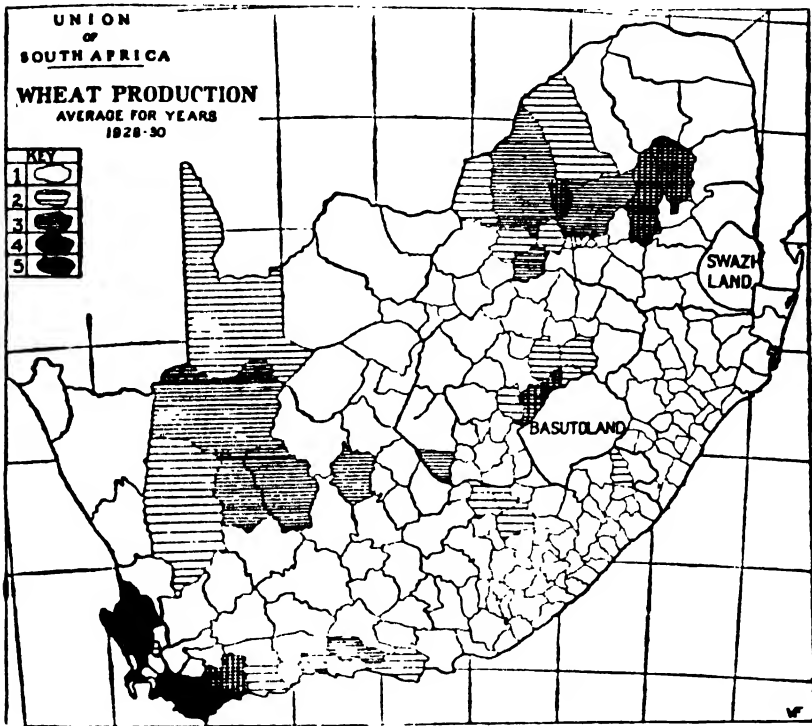 UNION
OF
SOUTH AFRICA
WHEAT PRODUCTION
AVERAGE FOR YEARS
1928-30
KEY
1
2
3
4
5
SWAZI
LAND
BASUTOLAND